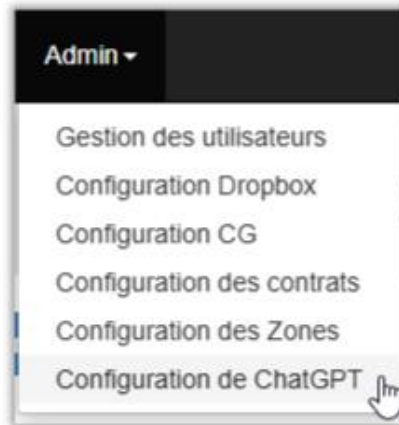 Admin
Gestion des utilisateurs
Configuration Dropbox
Configuration CG
Configuration des contrats
Configuration des Zones
Configuration de ChatGPT